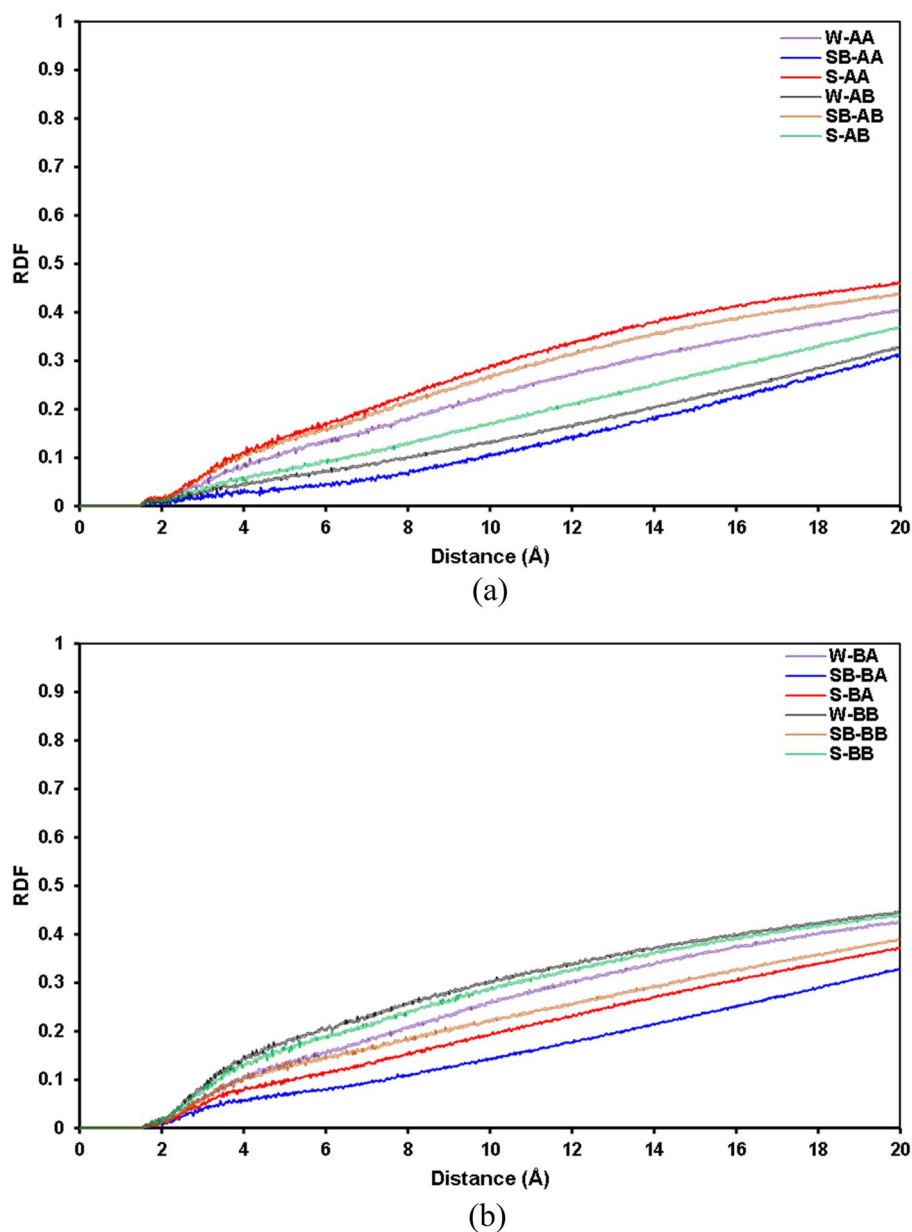 1
0.9
0.8
0.7
0.6
0.5
0.4
0.3
0.2
0.1
0
RDF
W-AA
SB-AA
S-AA
W-AB
SB-AB
S-AB
0 2 4 6 8 10 12 14 16 18 20
Distance (Å)
(a)
1
0.9
0.8
0.7
0.6
0.5
0.4
0.3
0.2
0.1
0
RDF
W-BA
SB-BA
S-BA
W-BB
SB-BB
S-BB
0 2 4 6 8 10 12 14 16 18 20
Distance (Å)
(b)